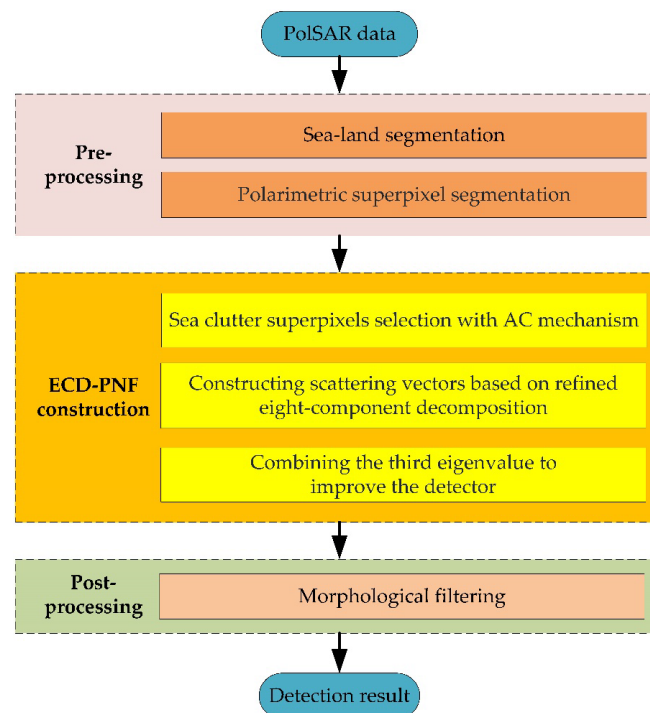 PolSAR data
Pre-
processing
Sea-land segmentation
Polarimetric superpixel segmentation
ECD-PNF
construction
Sea clutter superpixels selection with AC mechanism
Constructing scattering vectors based on refined
eight-component decomposition
Combining the third eigenvalue to
improve the detector
Post-
processing
Morphological filtering
Detection result